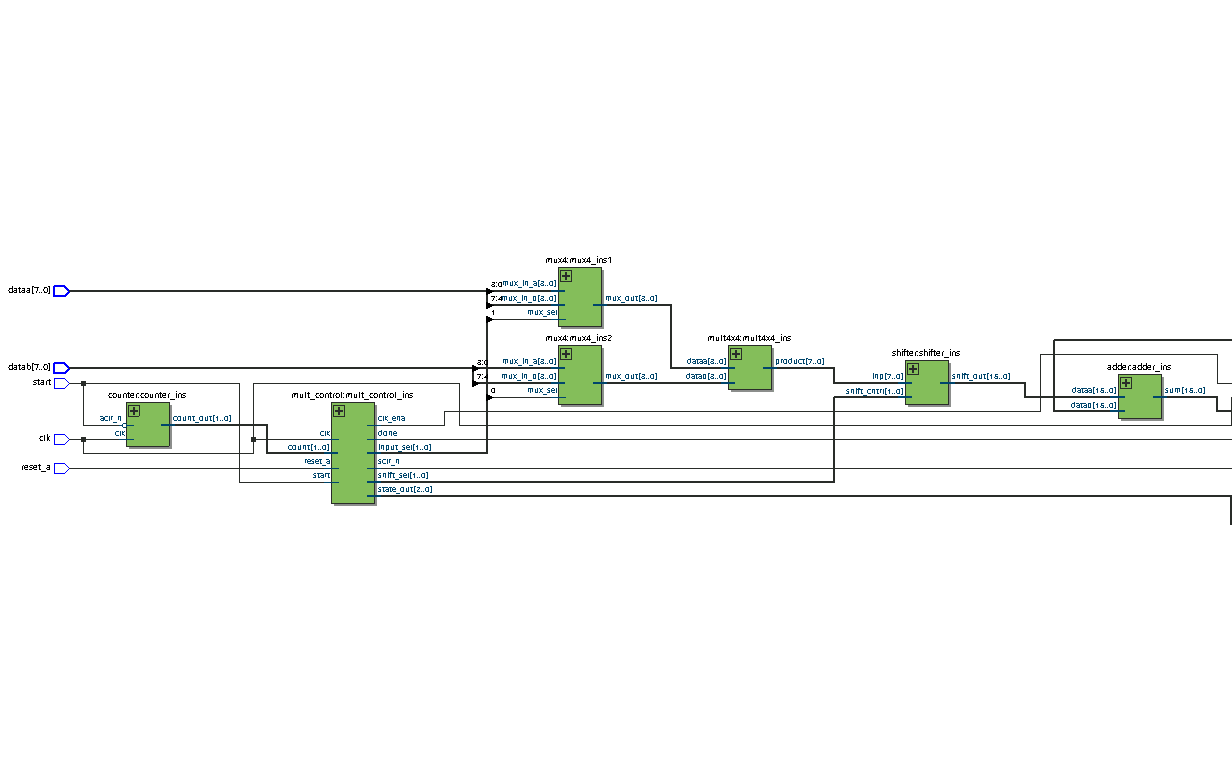 mux4:mux4_ins1
dataa[7..0]
3:0
mux_in_a[3..0]
7:4
mux_in_b[3..0]
mux_out[3..0]
1
mux_sel
mux4:mux4_ins2
mult4x4:mult4x4_ins
shifter:shifter_ins
datab[7..0]
mux_in_a[3..0]
dataa[3..0]
product[7..0]
adder:adder_ins
start
mux_in_b[3..0]
mux_out[3..0]
datab[3..0]
inp[7..0]
shift_out[15..0]
counter:counter_ins
mult_control:mult_control_ins
0
mux_sel
shift_cntrl[1..0]
dataa[15..0]
sum[15..0]
datab[15..0]
aclr_n
count_out[1..0]
clk_ena
clk
clk
clk
done
count[1..0]
input_sel[1..0]
reset_a
reset_a
sclr_n
start
shift_sel[1..0]
state_out[2..0]